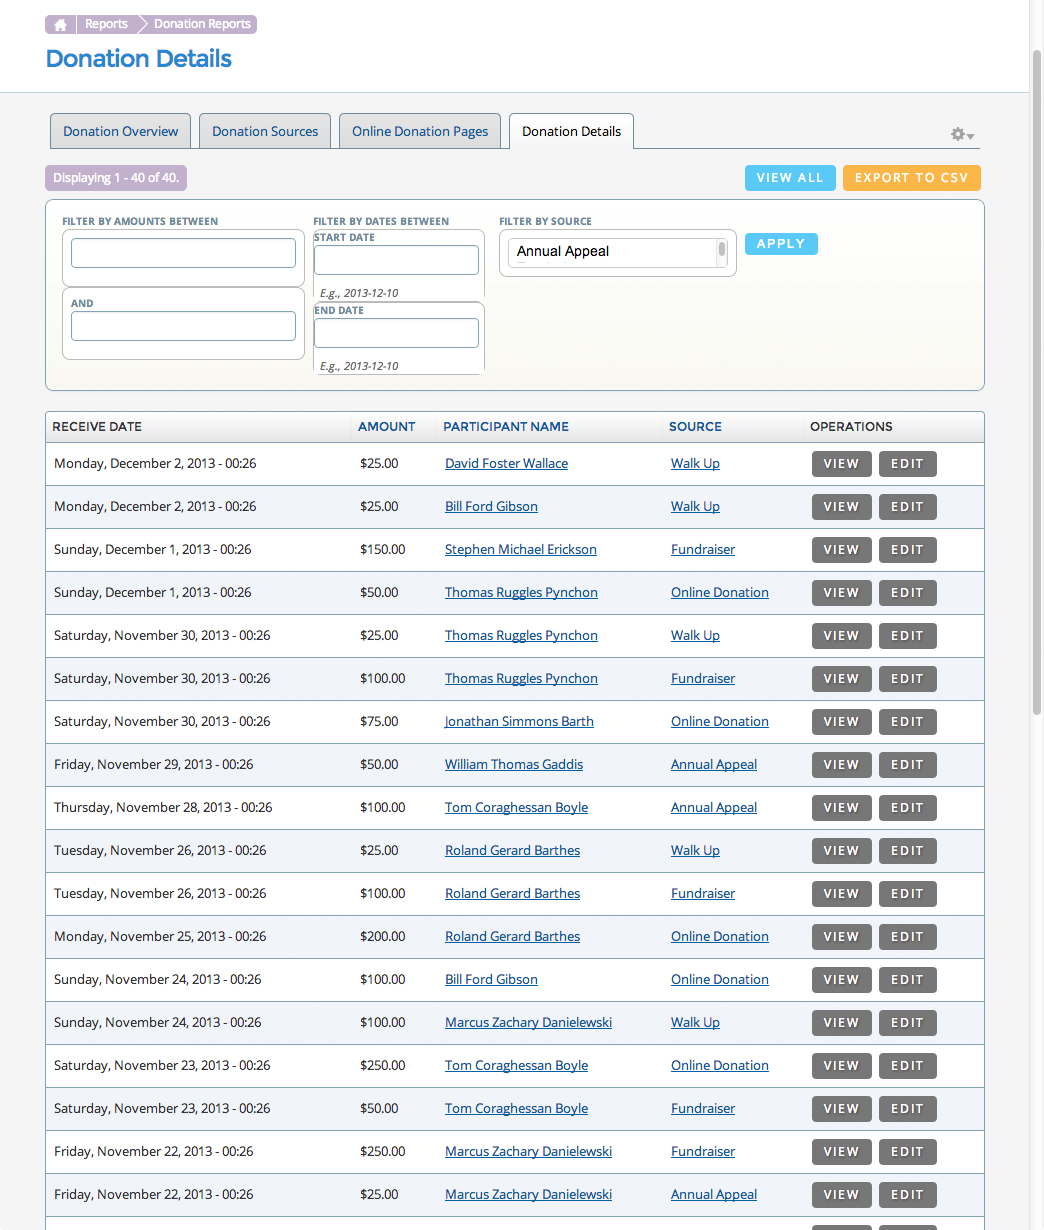 Reports Donation Reports
Donation Details
Donation Overview Donation Sources Online Donation Pages Donation Details
Displaying 1 - 40 of 40. VIEW ALL EXPORT TO CSV
FILTER BY AMOUNTS BETWEEN FILTER BY DATES BETWEEN FILTER BY SOURCE
START DATE
Annual Appeal APPLY
E.g., 2013-12-10
AND END DATE
E.g., 2013-12-10
RECEIVE DATE AMOUNT PARTICIPANT NAME SOURCE OPERATIONS
Monday, December 2, 2013 - 00:26 $25.00 David Foster Wallace Walk Up VIEW EDIT
Monday, December 2, 2013 - 00:26 $25.00 Bill Ford Gibson Walk Up VIEW EDIT
Sunday, December 1, 2013 - 00:26 $150.00 Stephen Michael Erickson Fundraiser VIEW EDIT
Sunday, December 1, 2013 - 00:26 $50.00 Thomas Ruggles Pynchon Online Donation VIEW EDIT
Saturday, November 30, 2013 - 00:26 $25.00 Thomas Ruggles Pynchon Walk Up VIEW EDIT
Saturday, November 30, 2013 - 00:26 $100.00 Thomas Ruggles Pynchon Fundraiser VIEW EDIT
Saturday, November 30, 2013 - 00:26 $75.00 Jonathan Simmons Barth Online Donation VIEW EDIT
Friday, November 29, 2013 - 00:26 $50.00 William Thomas Gaddis Annual Appeal VIEW EDIT
Thursday, November 28, 2013 - 00:26 $100.00 Tom Coraghessan Boyle Annual Appeal VIEW EDIT
Tuesday, November 26, 2013 - 00:26 $25.00 Roland Gerard Barthes Walk Up VIEW EDIT
Tuesday, November 26, 2013 - 00:26 $100.00 Roland Gerard Barthes Fundraiser VIEW EDIT
Monday, November 25, 2013 - 00:26 $200.00 Roland Gerard Barthes Online Donation VIEW EDIT
Sunday, November 24, 2013 - 00:26 $100.00 Bill Ford Gibson Online Donation VIEW EDIT
Sunday, November 24, 2013 - 00:26 $100.00 Marcus Zachary Danielewski Walk Up VIEW EDIT
Saturday, November 23, 2013 - 00:26 $250.00 Tom Coraghessan Boyle Online Donation VIEW EDIT
Saturday, November 23, 2013 - 00:26 $50.00 Tom Coraghessan Boyle Fundraiser VIEW EDIT
Friday, November 22, 2013 - 00:26 $250.00 Marcus Zachary Danielewski Fundraiser VIEW EDIT
Friday, November 22, 2013 - 00:26 $25.00 Marcus Zachary Danielewski Annual Appeal VIEW EDIT